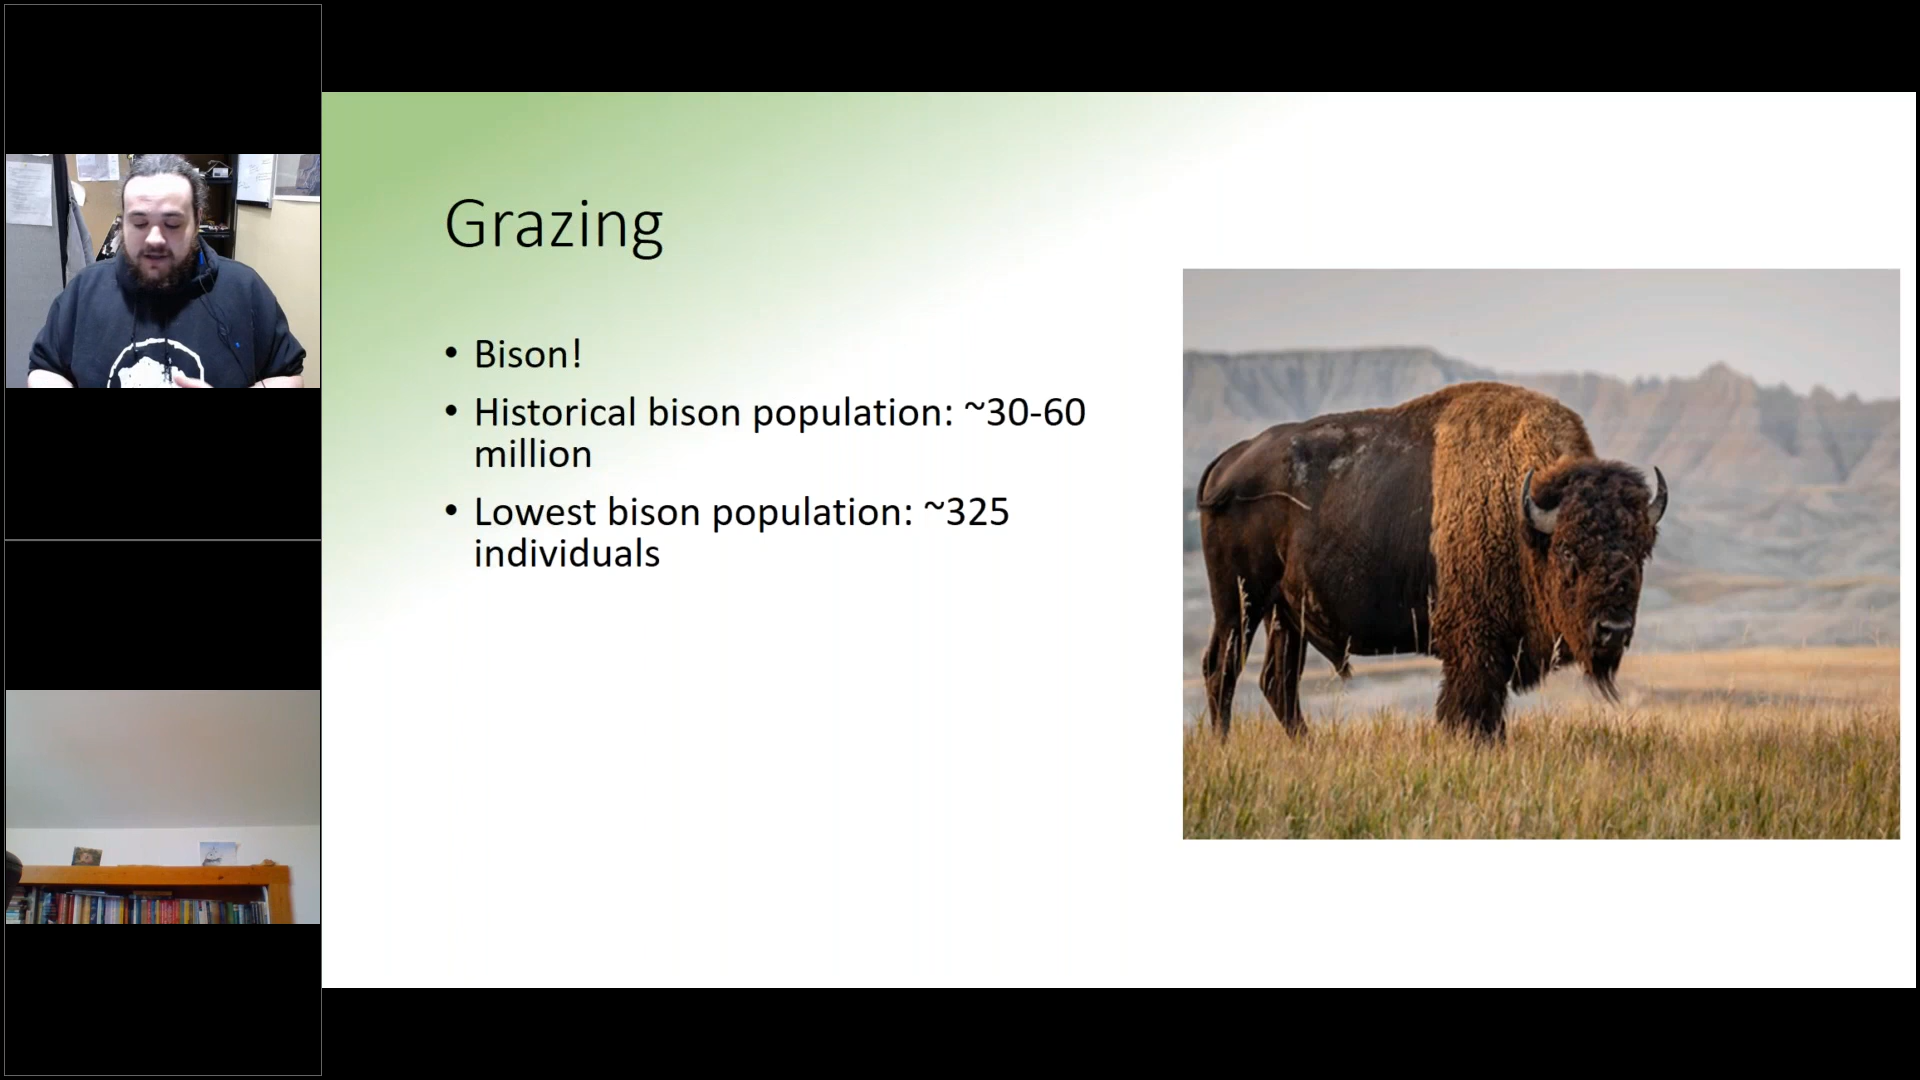 Grazing
• Bison!
• Historical bison population: ~30-60
million
• Lowest bison population: ~325
individuals